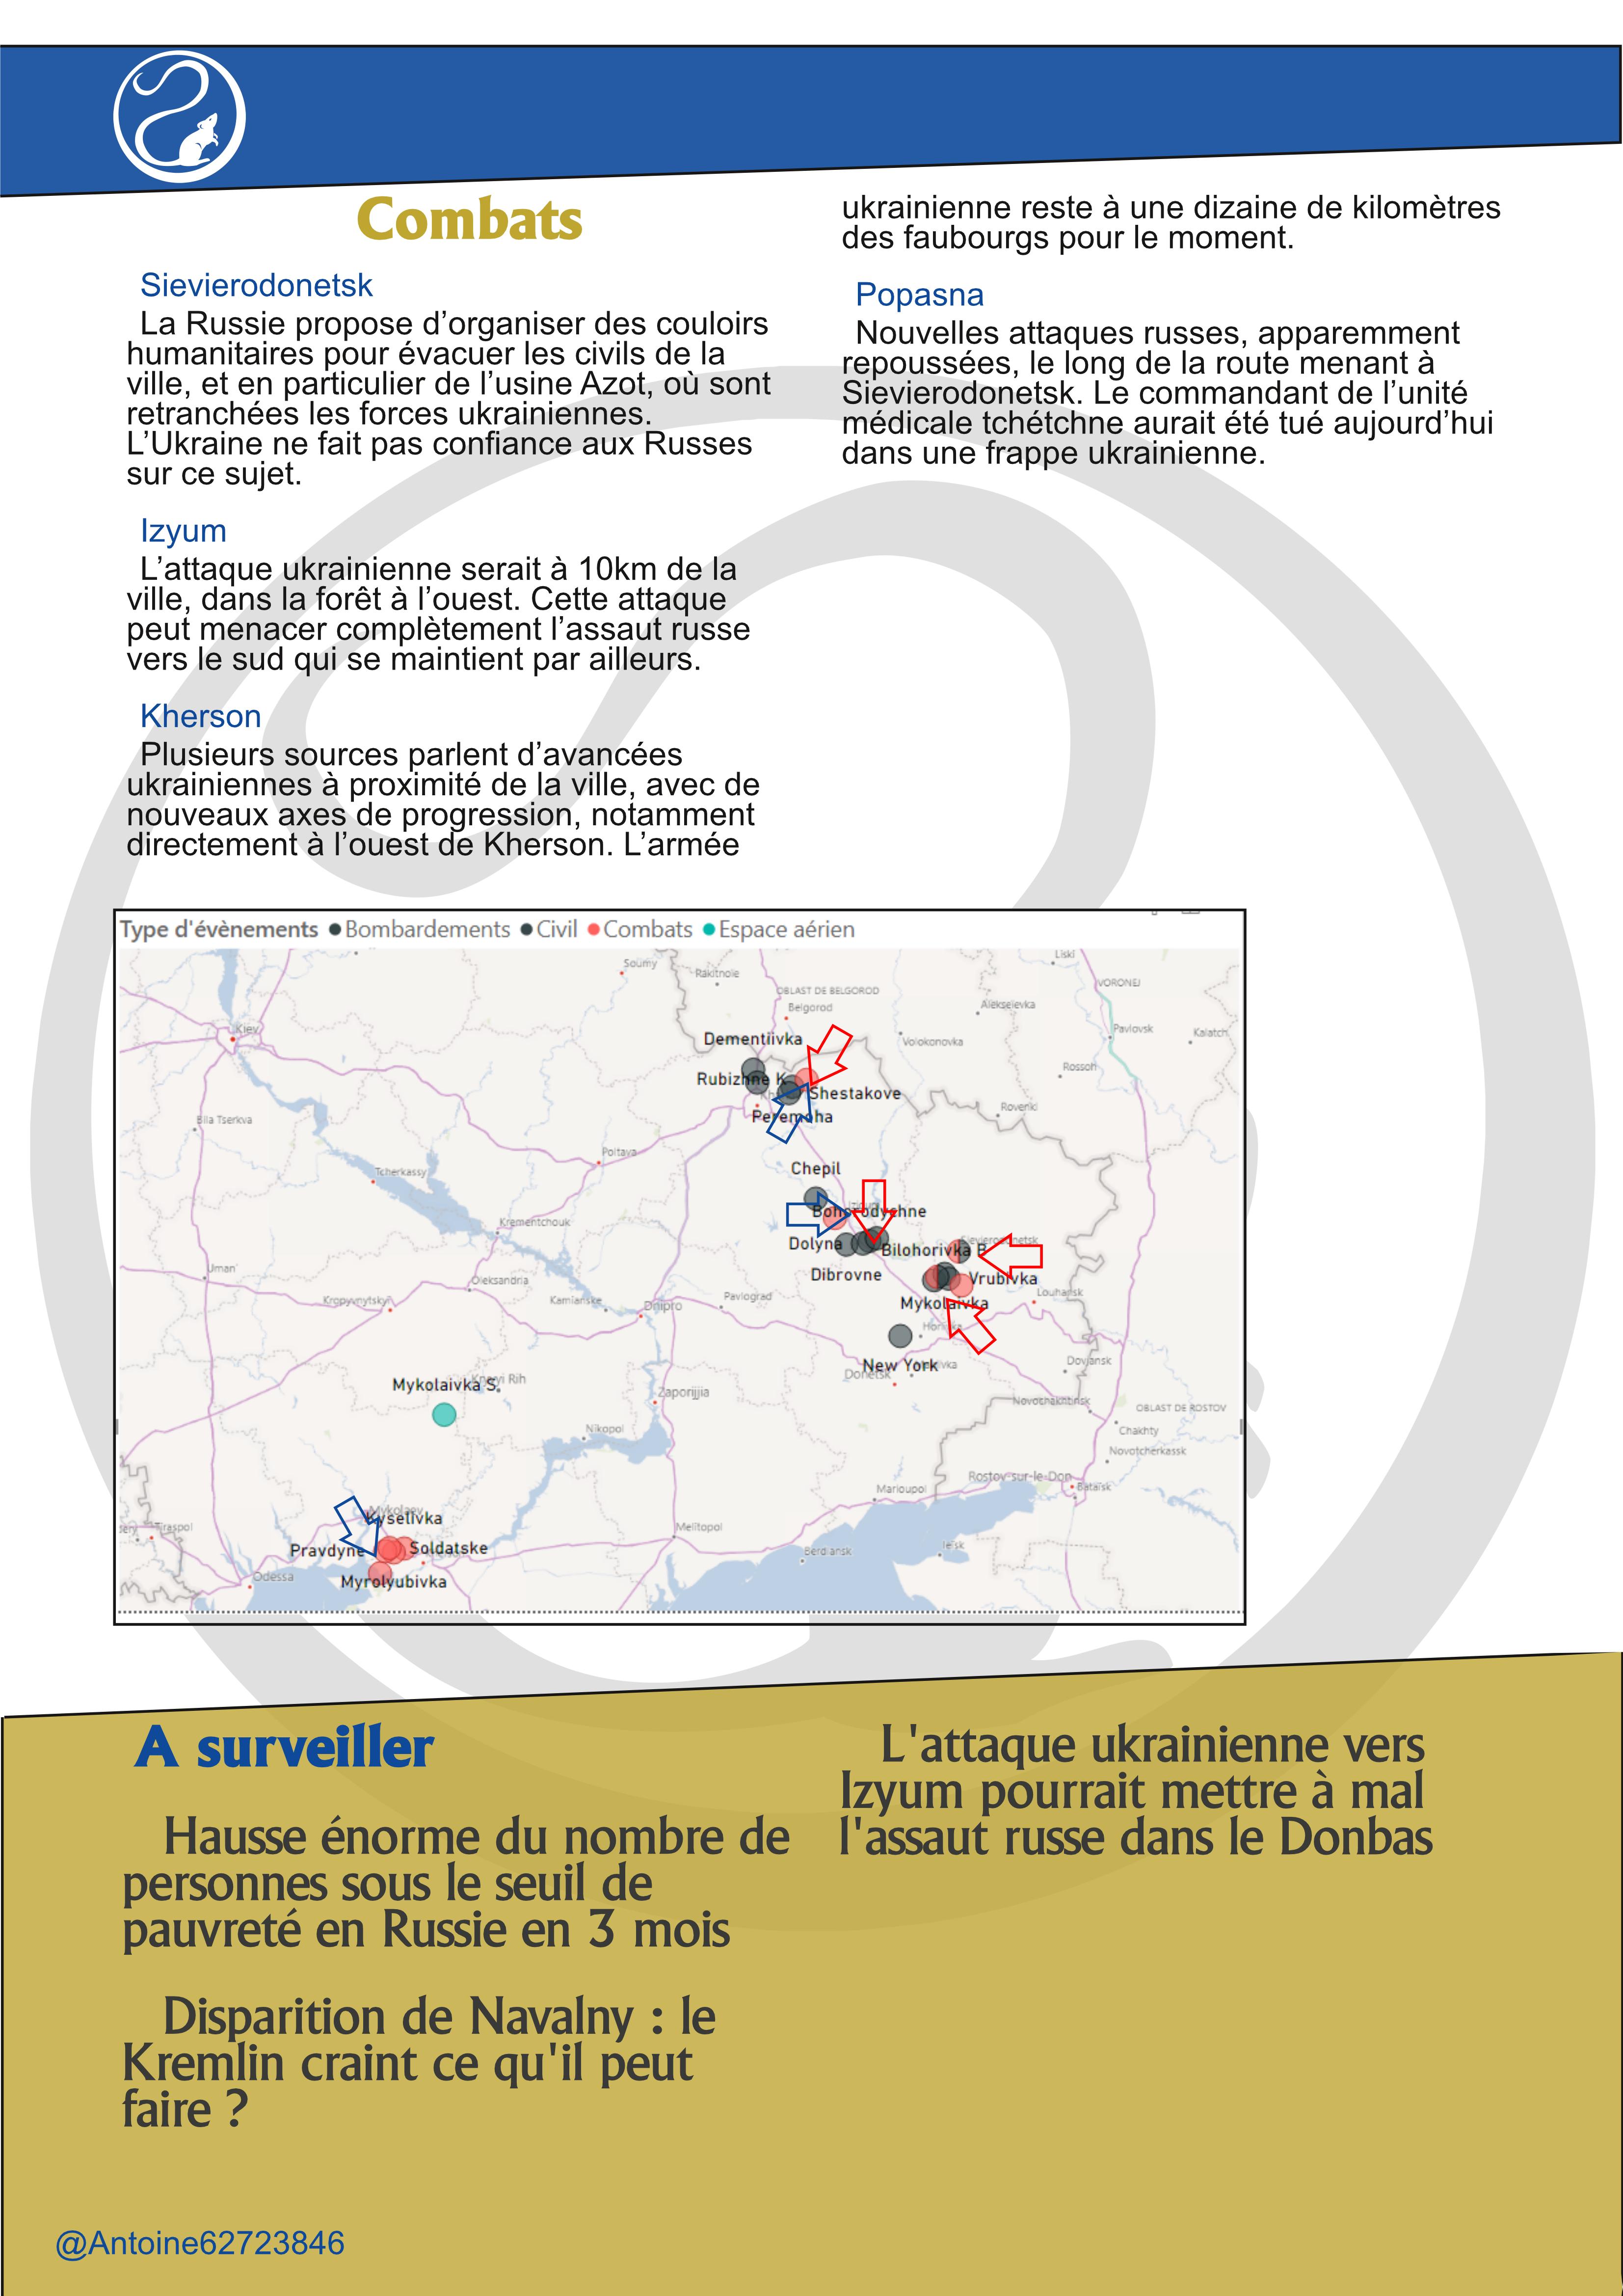 Combats
Sievierodonetsk
La Russie propose d’organiser des couloirs
humanitaires pour évacuer les civils de la
ville, et en particulier de l’usine Azot, où sont
retranchées les forces ukrainiennes.
L’Ukraine ne fait pas confiance aux Russes
sur ce sujet.
Izyum
L’attaque ukrainienne serait à 10km de la
ville, dans la forêt à l’ouest. Cette attaque
peut menacer complètement l’assaut russe
vers le sud qui se maintient par ailleurs.
Kherson
Plusieurs sources parlent d’avancées
ukrainiennes à proximité de la ville, avec de
nouveaux axes de progression, notamment
directement à l’ouest de Kherson. L’armée
ukrainienne reste à une dizaine de kilomètres
des faubourgs pour le moment.
Popasna
Nouvelles attaques russes, apparemment
repoussées, le long de la route menant à
Sievierodonetsk. Le commandant de l’unité
médicale tchétchne aurait été tué aujourd’hui
dans une frappe ukrainienne.
Type d'évènements Bombardements Civil Combats Espace aérien
Soumy
Rakitnoie
Liski
OBLAST DE BELGOROD
VORONEJ
Belgorod
Alekseïevka
Kiev
Dementiivka
Volokonovka
Pavlovsk
Kalatch
Rubizhne K
Shestakove
Rossoch
Peremoha
Rovenki
Bila Tserkva
Poltava
Tcherkassy
Chepil
Bohorodychne
Krementchouk
Dolyna
Bilohorivka B
Uman
Dibrovne
Vrubivka
Oleksandria
Kropyvnytskyï
Kamianske
Dnipro
Pavlograd
Mykolaivka
Louhansk
New York
Donetsk
Dovjansk
Mykolaivka S.
Kryvyi Rih
Zaporijjia
Novochakhtinsk
OBLAST DE ROSTOV
Nikopol
Chakhty
Novotcherkassk
Rostov-sur-le-Don
Marioupol
Bataïsk
Mykolaev
Kyselivka
Tiraspol
Melitopol
Pravdyne
Soldatske
Berdiansk
Ieïsk
Odessa
Myrolyubivka
A surveiller
Hausse énorme du nombre de
personnes sous le seuil de
pauvreté en Russie en 3 mois
Disparition de Navalny : le
Kremlin craint ce qu'il peut
faire ?
L'attaque ukrainienne vers
Izyum pourrait mettre à mal
l'assaut russe dans le Donbas
@Antoine62723846